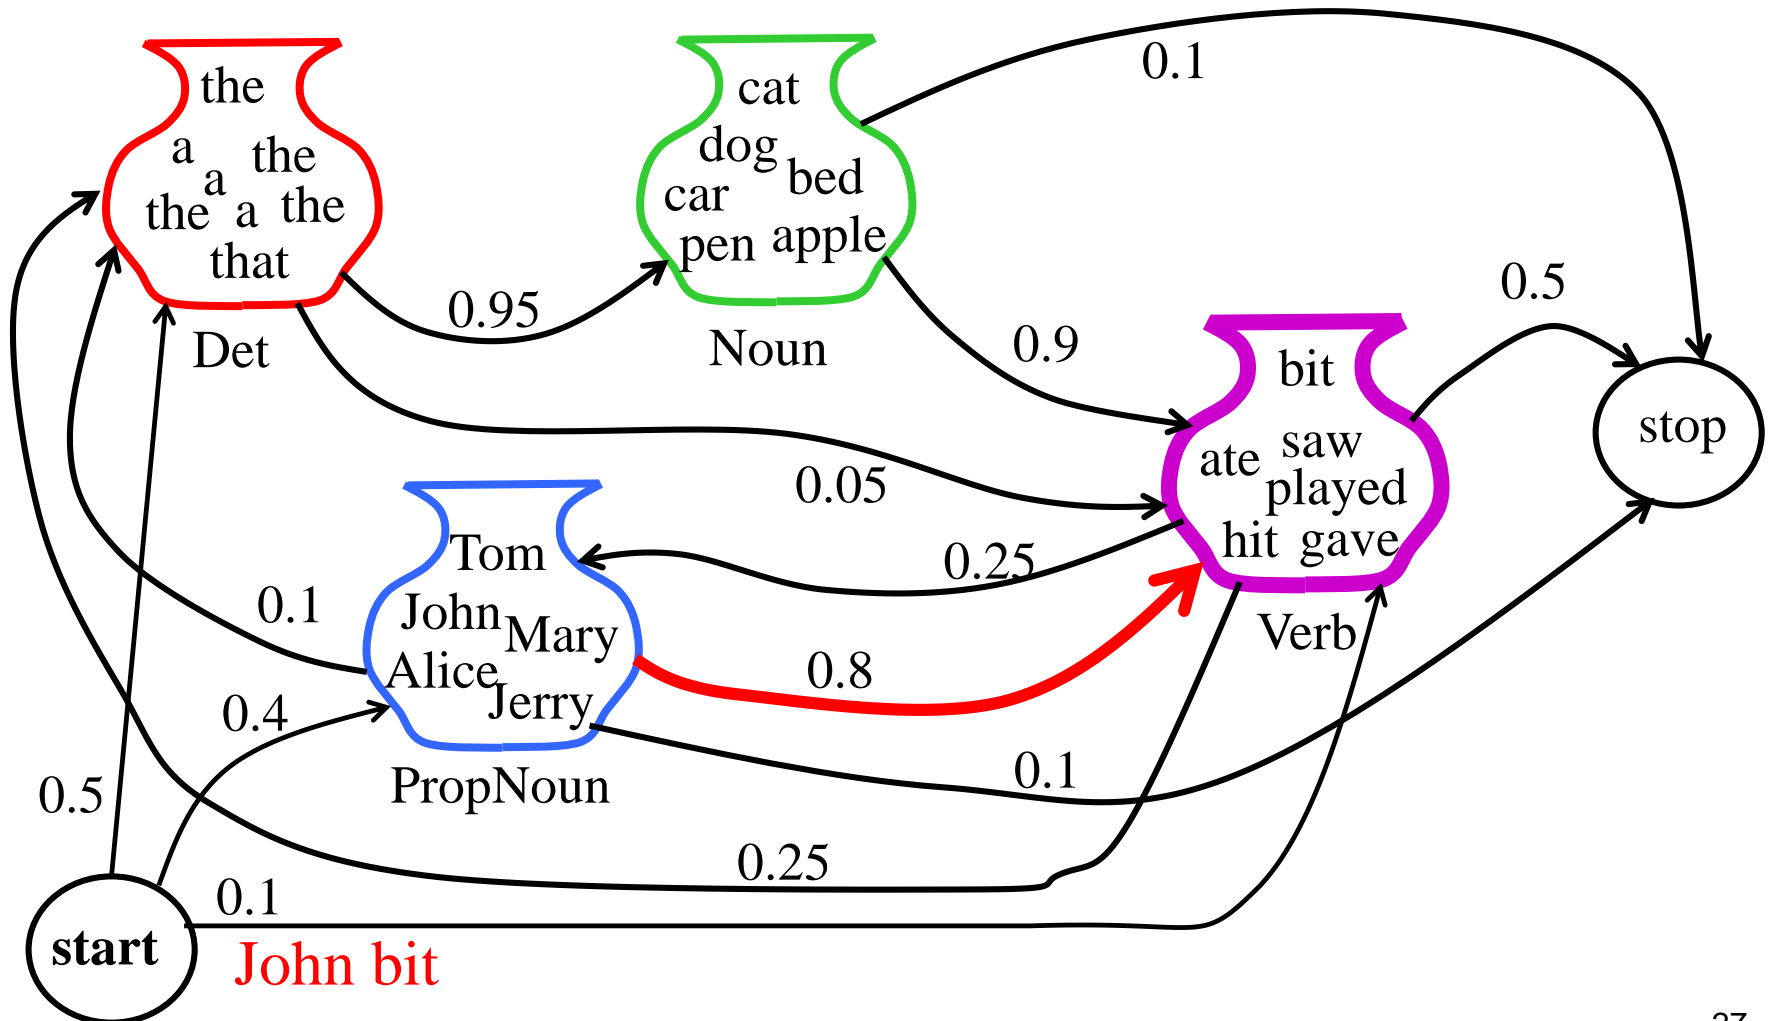 the
a
the
a
the a the
that
Det
cat
dog
bed
car
pen apple
Noun
0.1
0.95
0.9
0.5
bit
saw
ate
played
hit gave
Verb
stop
0.05
0.25
Tom
John
Mary
Alice
Jerry
PropNoun
0.1
0.8
0.4
0.1
0.5
0.25
0.1
start
John bit